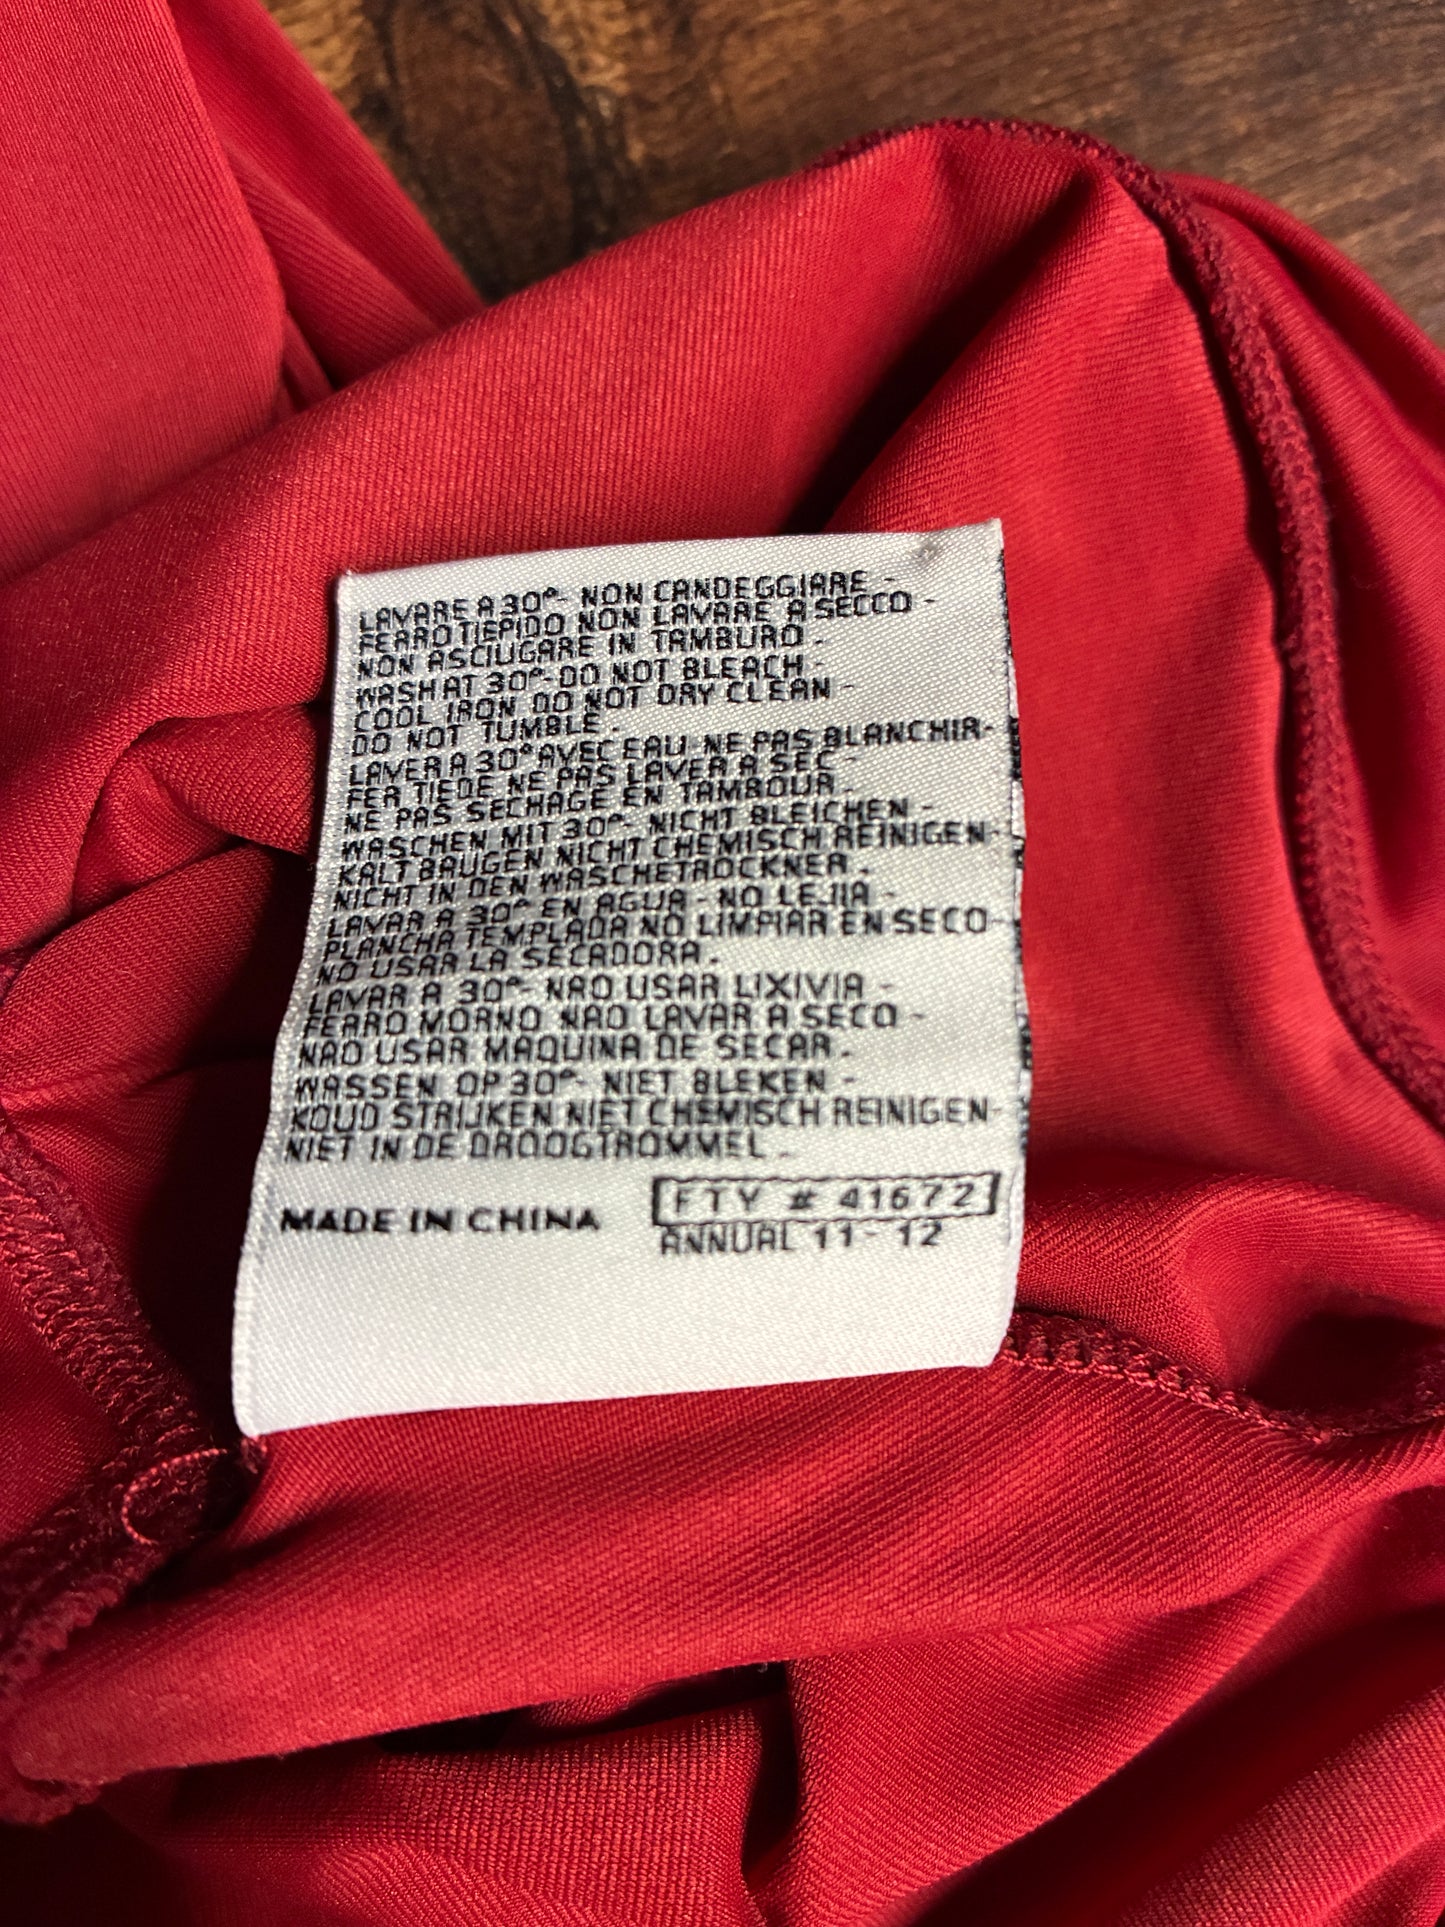 LAVARE A 30°- NON CANDEGGIARE -
FERRO TIEPIDO NON LAVARE A SECCO -
NON ASCIUGARE IN TAMBURO .
WASH AT 30°-DO NOT BLEACH -
COOL IRON DO NOT DRY CLEAN -
DO NOT TUMBLE .
LAVER A 30° AVEC EAU - NE PAS BLANCHIR-
FER TIEDE NE PAS LAVER A SEC -
NE PAS SECHAGE EN TAMBOUR -
WASCHEN MIT 30°- NICHT BLEICHEN -
KALT BAUGEN NICHT CHEMISCH REINIGEN-
NICHT IN DEN WASCHETROCKNER .
LAVAR A 30° EN AGUA - NO LEJIA -
PLANCHA TEMPLADA NO LIMPIAR EN SECO-
NO USAR LA SECADORA .
LAVAR A 30°- NAO USAR LIXIVIA -
FERRO MORNO NAO LAVAR A SECO -
NAO USAR MAQUINA DE SECAR .
WASSEN OP 30°- NIET BLEKEN -
KOUD STRIJKEN NIET CHEMISCH REINIGEN-
NIET IN DE DROOGTROMMEL .
MADE IN CHINA
FTY # 41672
ANNUAL 11- 12